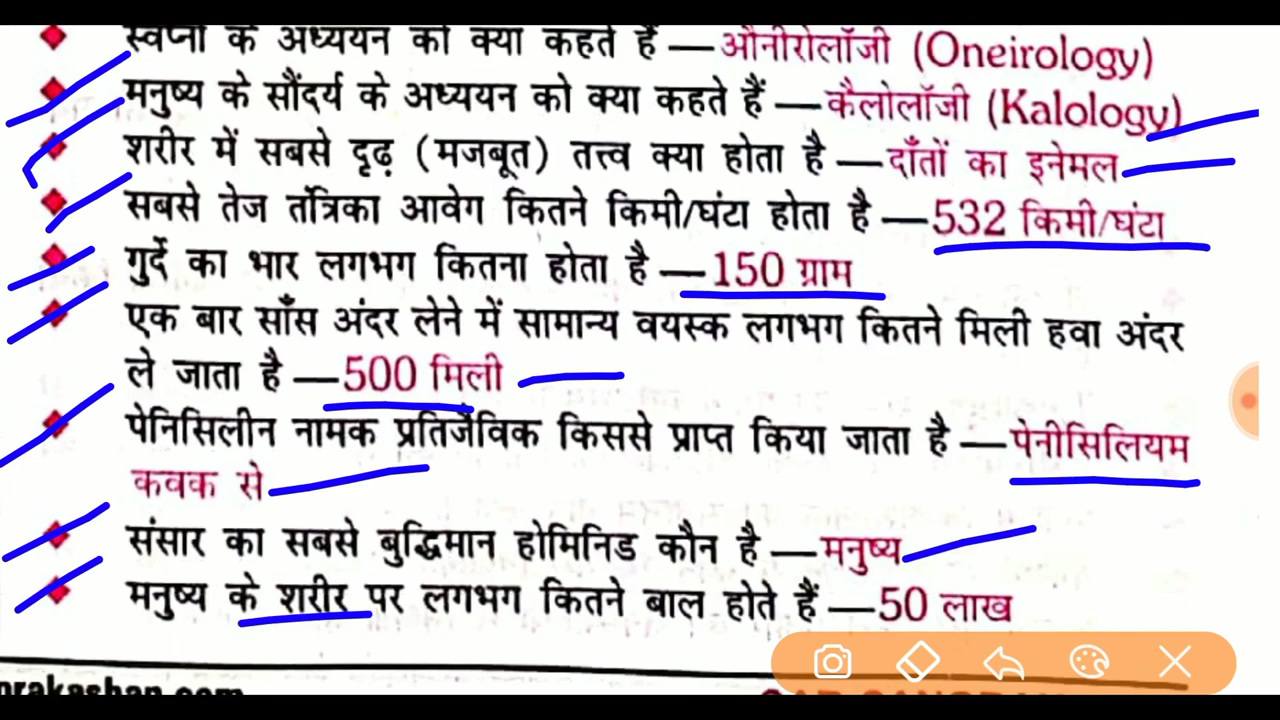 स्वप्नों के अध्ययन को क्या कहते हैं —औनीरोलॉजी (Oneirology)
मनुष्य के सौंदर्य के अध्ययन को क्या कहते हैं —कैलोलॉजी (Kalology)
शरीर में सबसे दृढ़ (मजबूत) तत्त्व क्या होता है —दाँतों का इनेमल
सबसे तेज तंत्रिका आवेग कितने किमी/घंटा होता है —532 किमी/घंटा
गुर्दे का भार लगभग कितना होता है —150 ग्राम
एक बार साँस अंदर लेने में सामान्य वयस्क लगभग कितने मिली हवा अंदर
ले जाता है —500 मिली
पेनिसिलीन नामक प्रतिजैविक किससे प्राप्त किया जाता है —पेनीसिलियम
कवक से
संसार का सबसे बुद्धिमान होमिनिड कौन है —मनुष्य
मनुष्य के शरीर पर लगभग कितने बाल होते हैं —50 लाख
prakashan.com